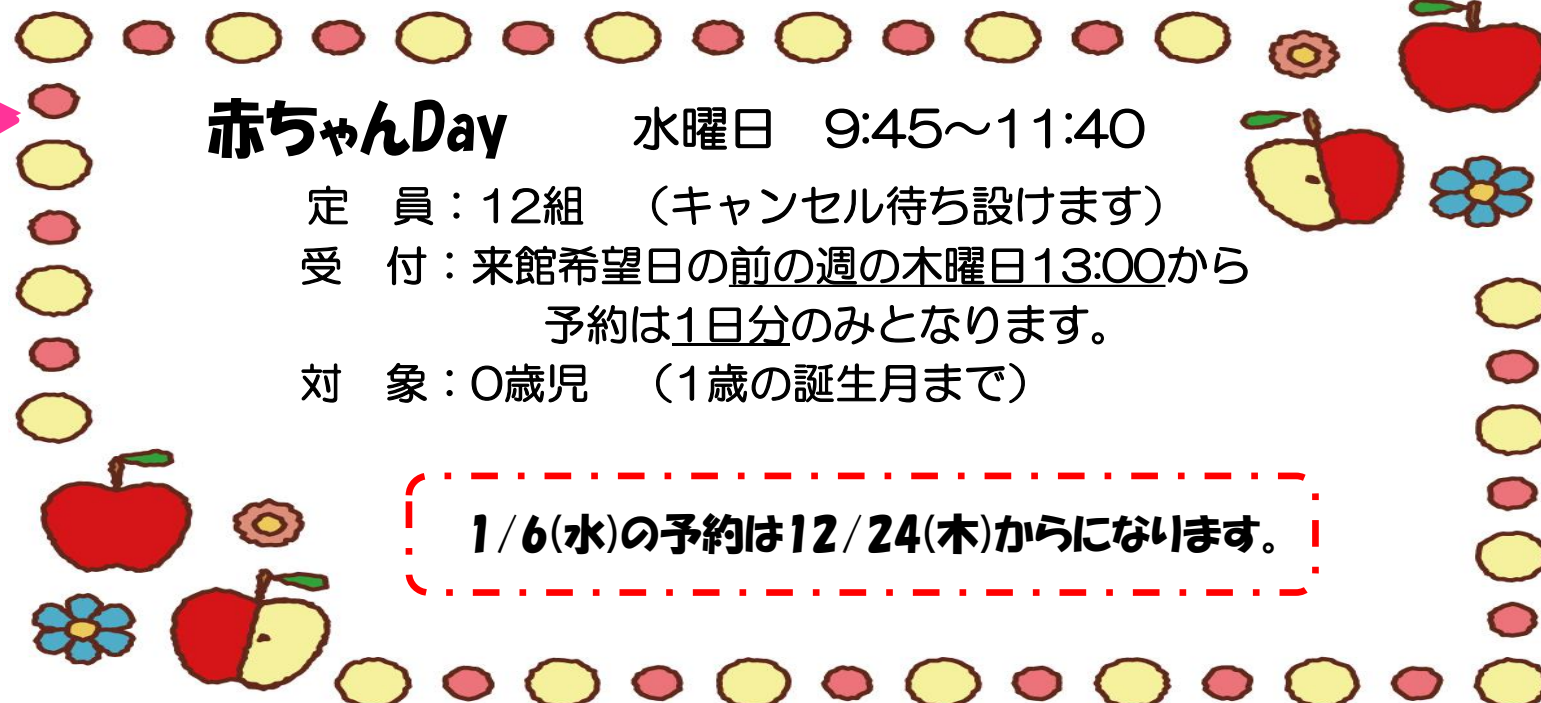 赤ちゃんDay　水曜日　9:45～11:40
定　員：12組　（キャンセル待ち設けます）
受　付：来館希望日の前の週の木曜日13:00から
予約は1日分のみとなります。
対　象：0歳児　（1歳の誕生月まで）
1/6(水)の予約は12/24(木)からになります。